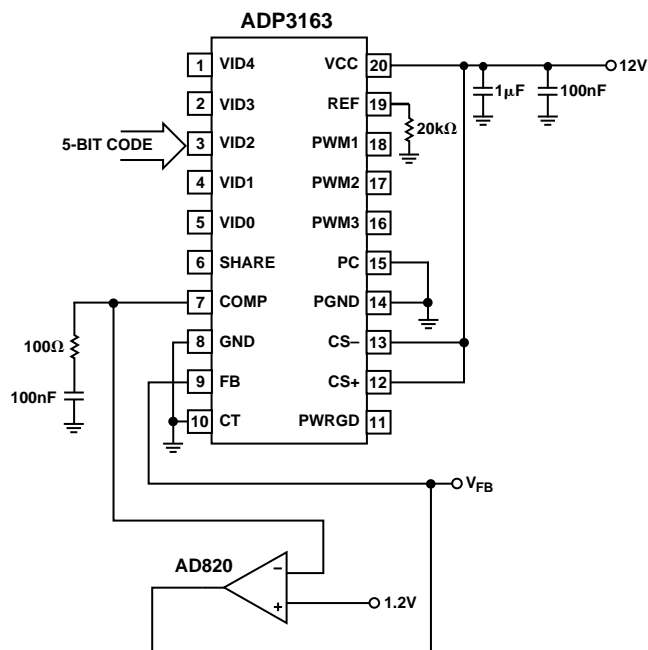 ADP3163
1 VID4
2 VID3
3 VID2
4 VID1
5 VID0
6 SHARE
7 COMP
8 GND
9 FB
10 CT
VCC 20
REF 19
PWM1 18
PWM2 17
PWM3 16
PC 15
PGND 14
CS– 13
CS+ 12
PWRGD 11
5-BIT CODE
12V
1µF
100nF
20kΩ
100Ω
100nF
VFB
AD820
–
+
1.2V